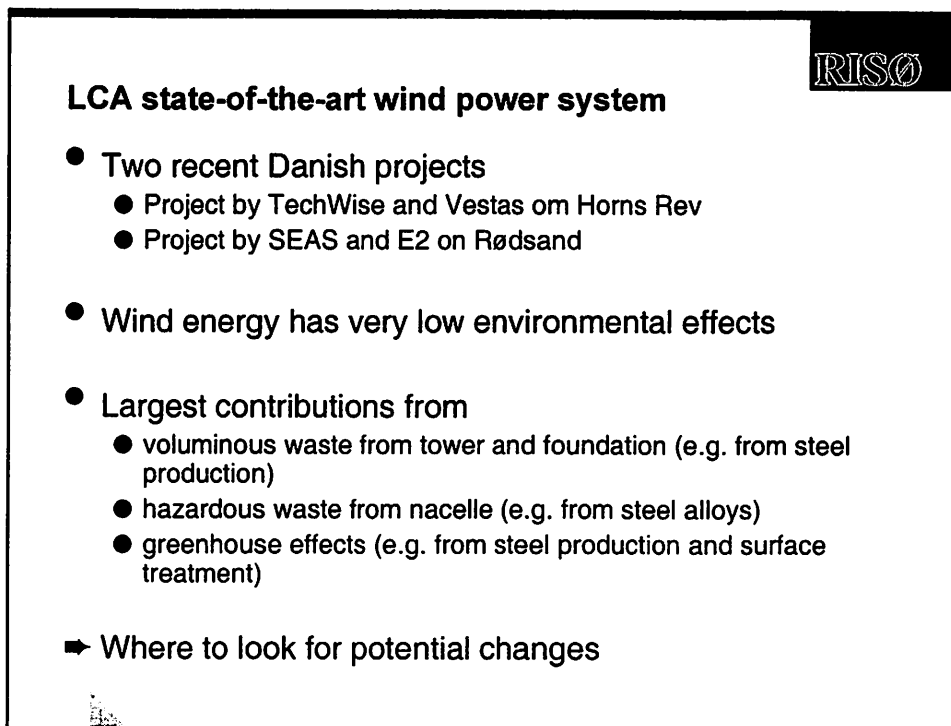 RISØ
LCA state-of-the-art wind power system
● Two recent Danish projects
● Project by TechWise and Vestas om Horns Rev
● Project by SEAS and E2 on Rødsand
● Wind energy has very low environmental effects
● Largest contributions from
● voluminous waste from tower and foundation (e.g. from steel
production)
● hazardous waste from nacelle (e.g. from steel alloys)
● greenhouse effects (e.g. from steel production and surface
treatment)
➨ Where to look for potential changes